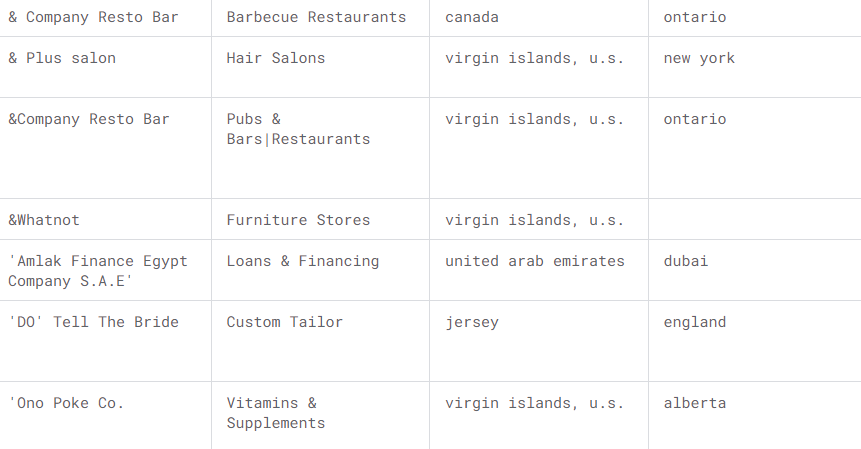 & Company Resto Bar Barbecue Restaurants canada ontario
& Plus salon Hair Salons virgin islands, u.s. new york
&Company Resto Bar Pubs & virgin islands, u.s. ontario
Bars|Restaurants
&Whatnot Furniture Stores virgin islands, u.s.
'Amlak Finance Egypt Loans & Financing united arab emirates dubai
Company S.A.E'
'DO' Tell The Bride Custom Tailor jersey england
'Ono Poke Co. Vitamins & virgin islands, u.s. alberta
Supplements